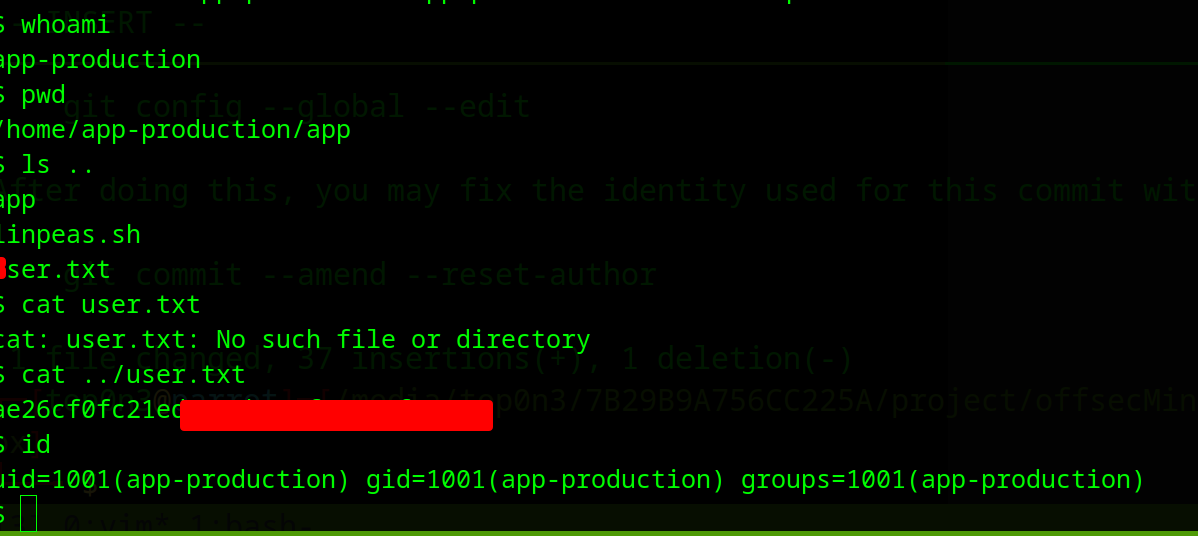 $ whoami
INSERT --
app-production
$ pwd
git config --global --edit
/home/app-production/app
$ ls ..
After doing this, you may fix the identity used for this commit wit
app
linpeas.sh
user.txt
git commit --amend --reset-author
$ cat user.txt
cat: user.txt: No such file or directory
1 file changed, 37 insertions(+), 1 deletion(-)
$ cat ../user.txt
/media/top0n3/7B29B9A756CC225A/project/offsecMin
ae26cf0fc21ed
$ id
uid=1001(app-production) gid=1001(app-production) groups=1001(app-production)
$
0:vim* 1:bash-